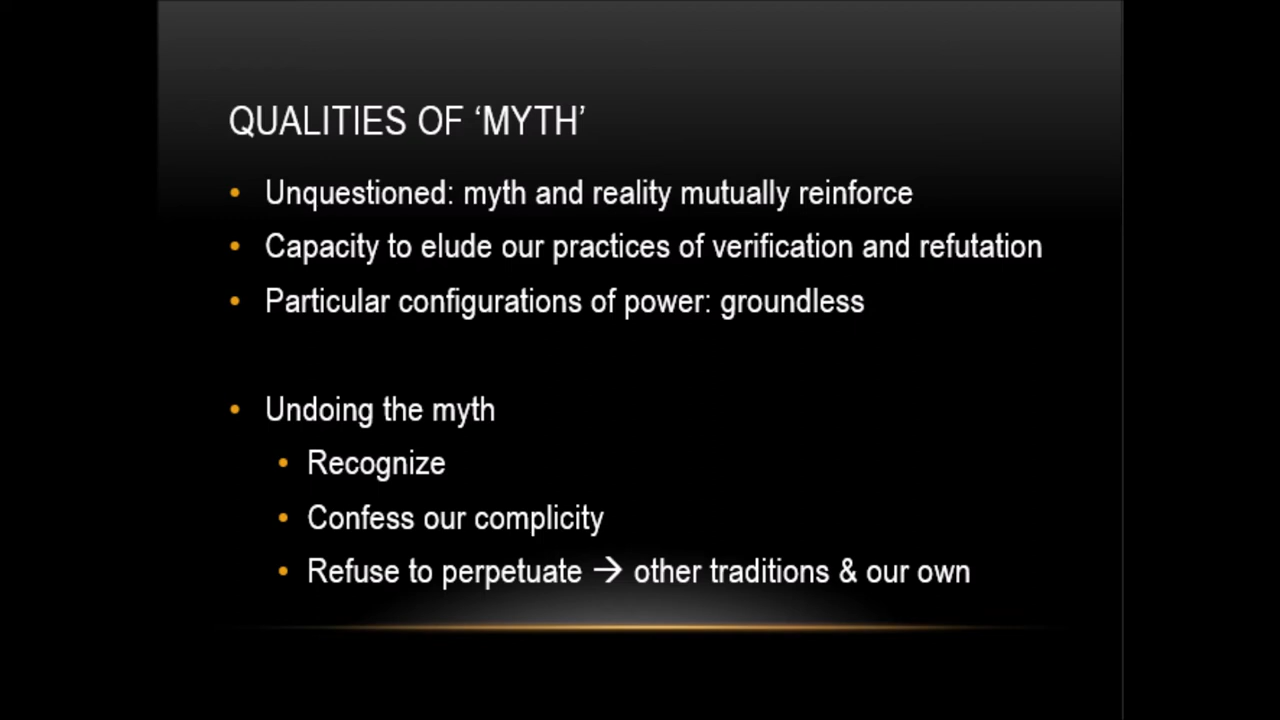 QUALITIES OF ‘MYTH’
• Unquestioned: myth and reality mutually reinforce
• Capacity to elude our practices of verification and refutation
• Particular configurations of power: groundless
• Undoing the myth
• Recognize
• Confess our complicity
• Refuse to perpetuate → other traditions & our own